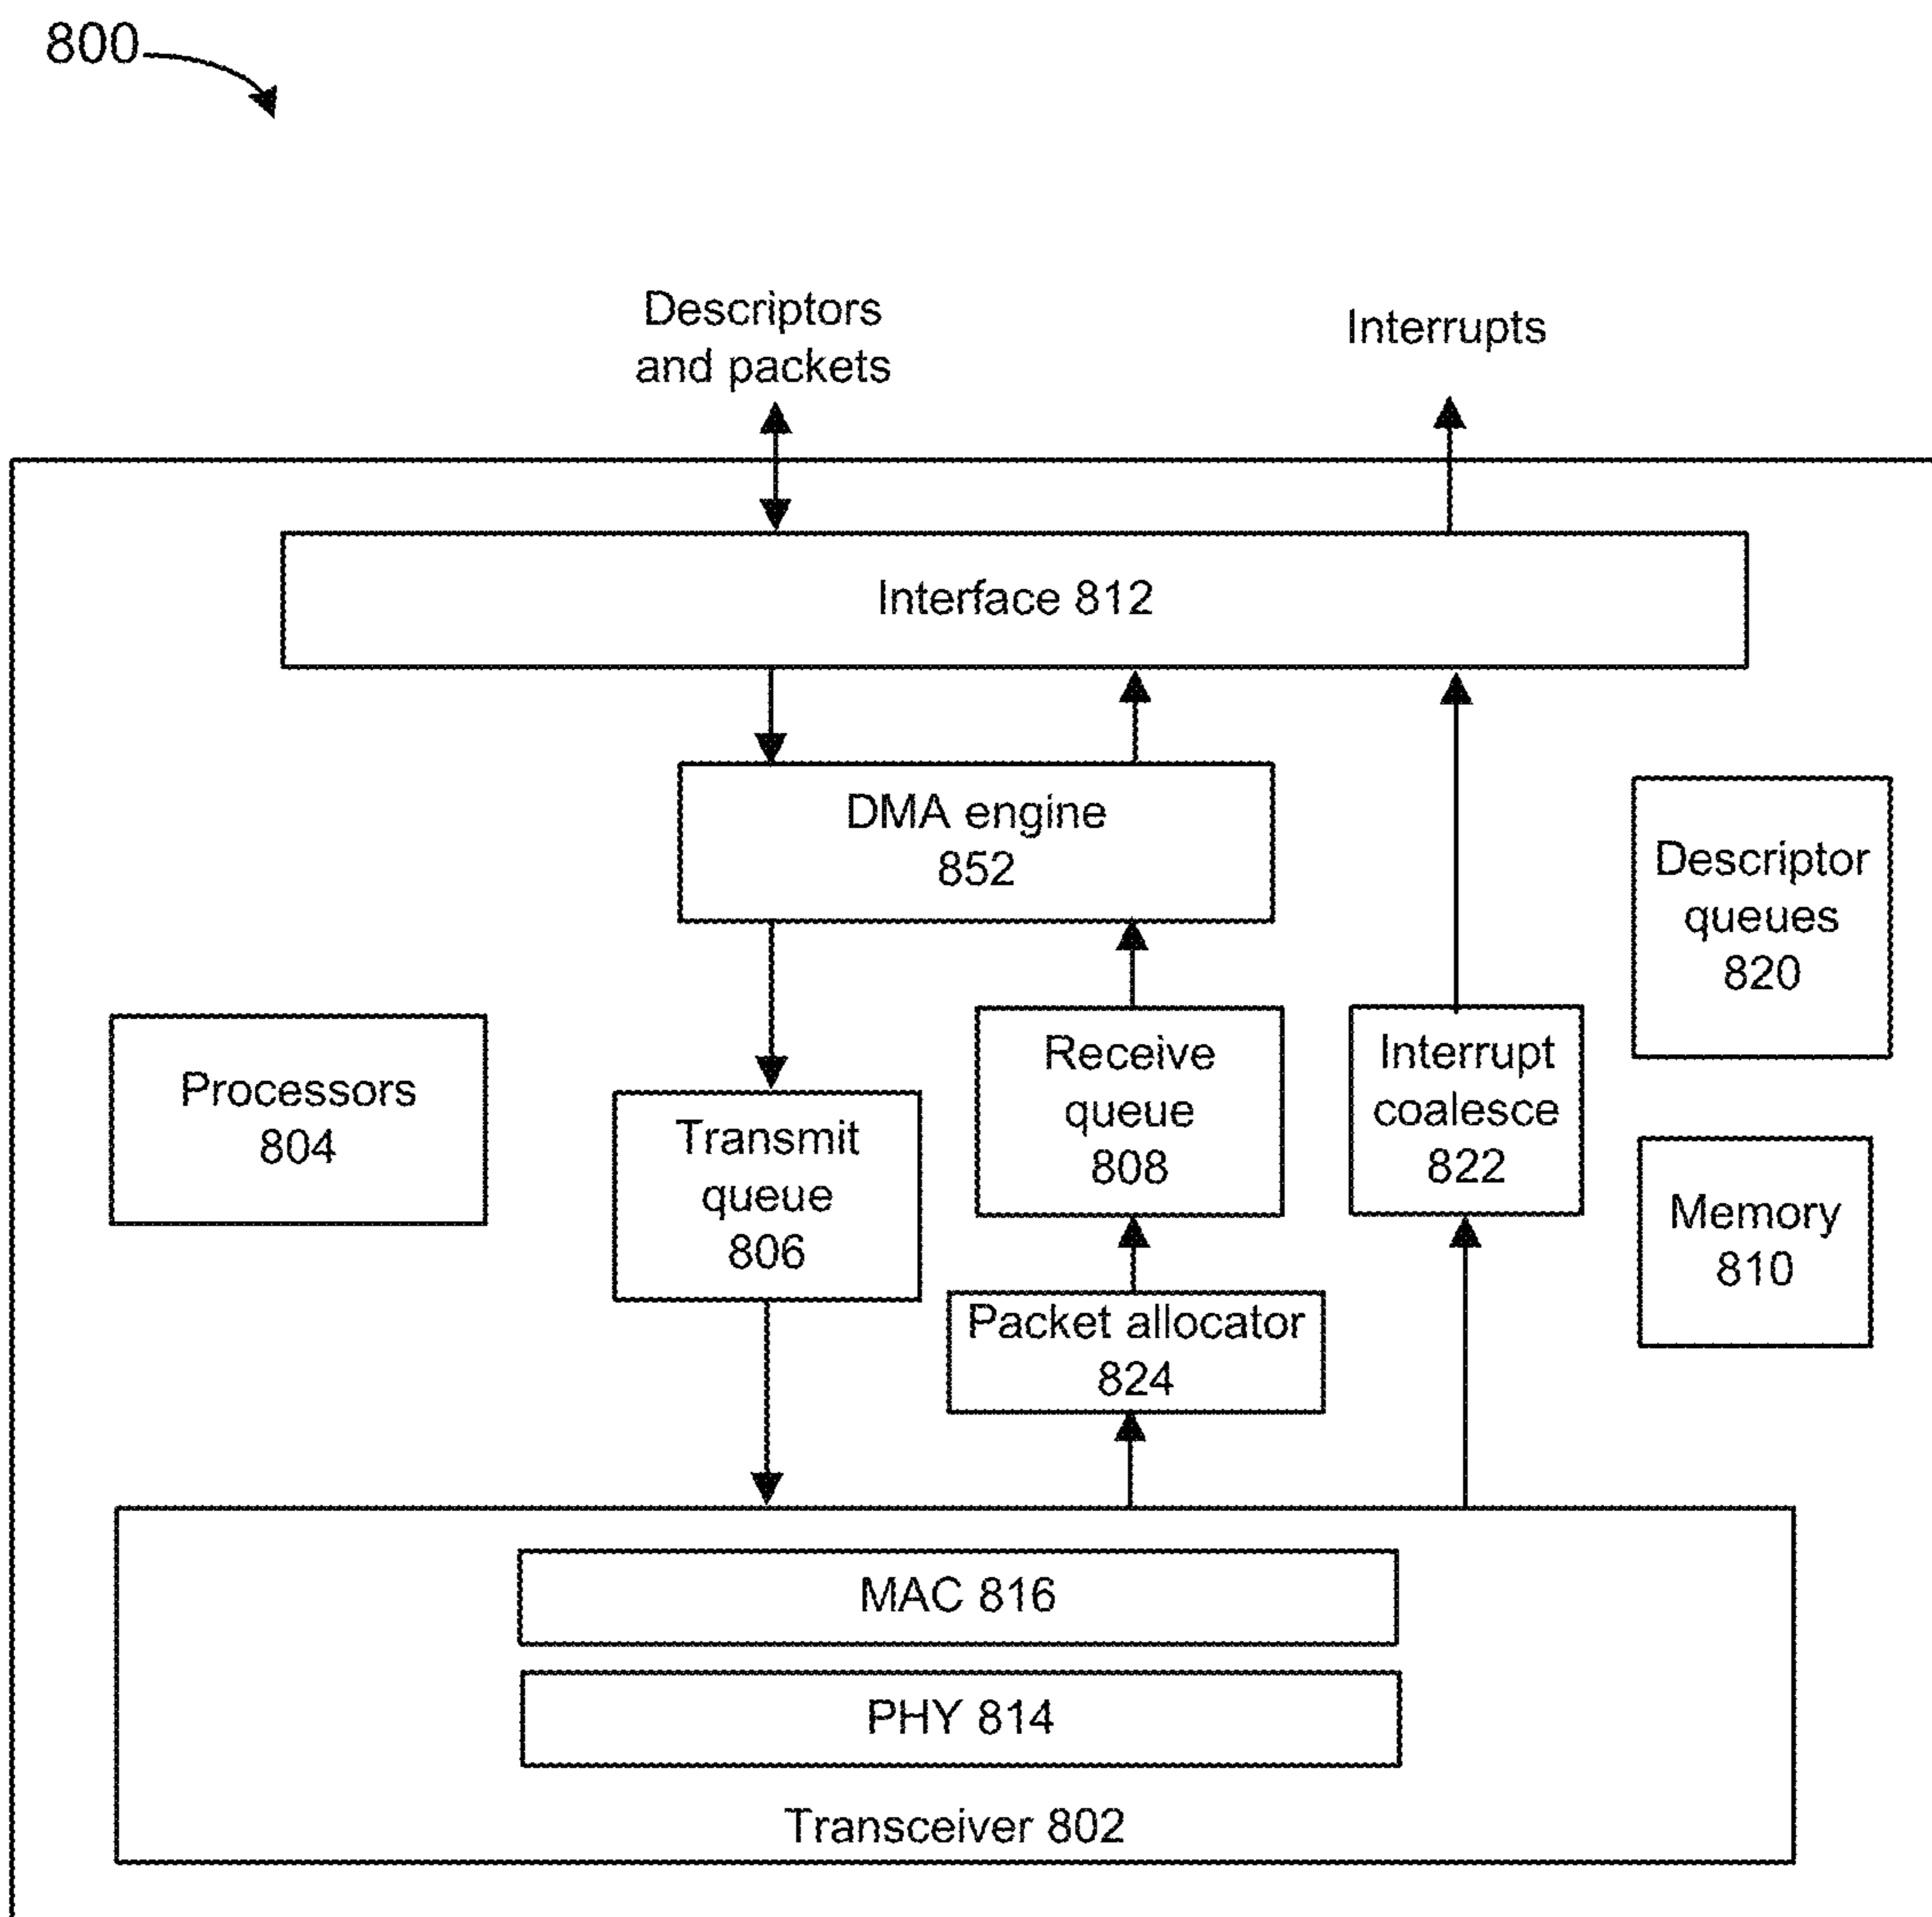 800
Descriptors
and packets
Interrupts
Interface 812
DMA engine
852
Descriptor
queues
820
Processors
804
Transmit
queue
806
Receive
queue
808
Interrupt
coalesce
822
Memory
810
Packet allocator
824
MAC 816
PHY 814
Transceiver 802